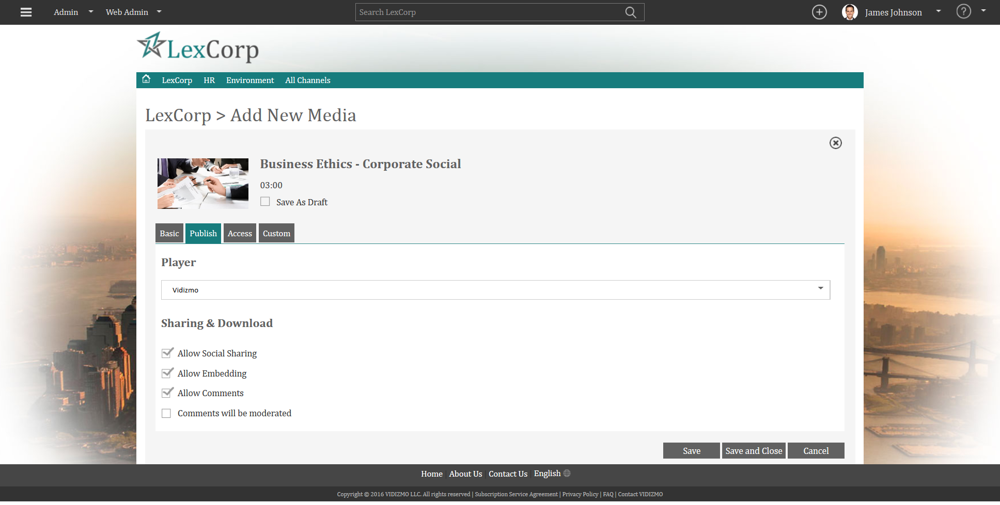 Admin Web Admin Search LexCorp James Johnson ?
LexCorp
LexCorp HR Environment All Channels
LexCorp > Add New Media
Business Ethics - Corporate Social
03:00
Save As Draft
Basic Publish Access Custom
Player
Vidizmo
Sharing & Download
Allow Social Sharing
Allow Embedding
Allow Comments
Comments will be moderated
Save Save and Close Cancel
Home | About Us | Contact Us | English
Copyright © 2016 VIDIZMO LLC. All rights reserved | Subscription Service Agreement | Privacy Policy | FAQ | Contact VIDIZMO